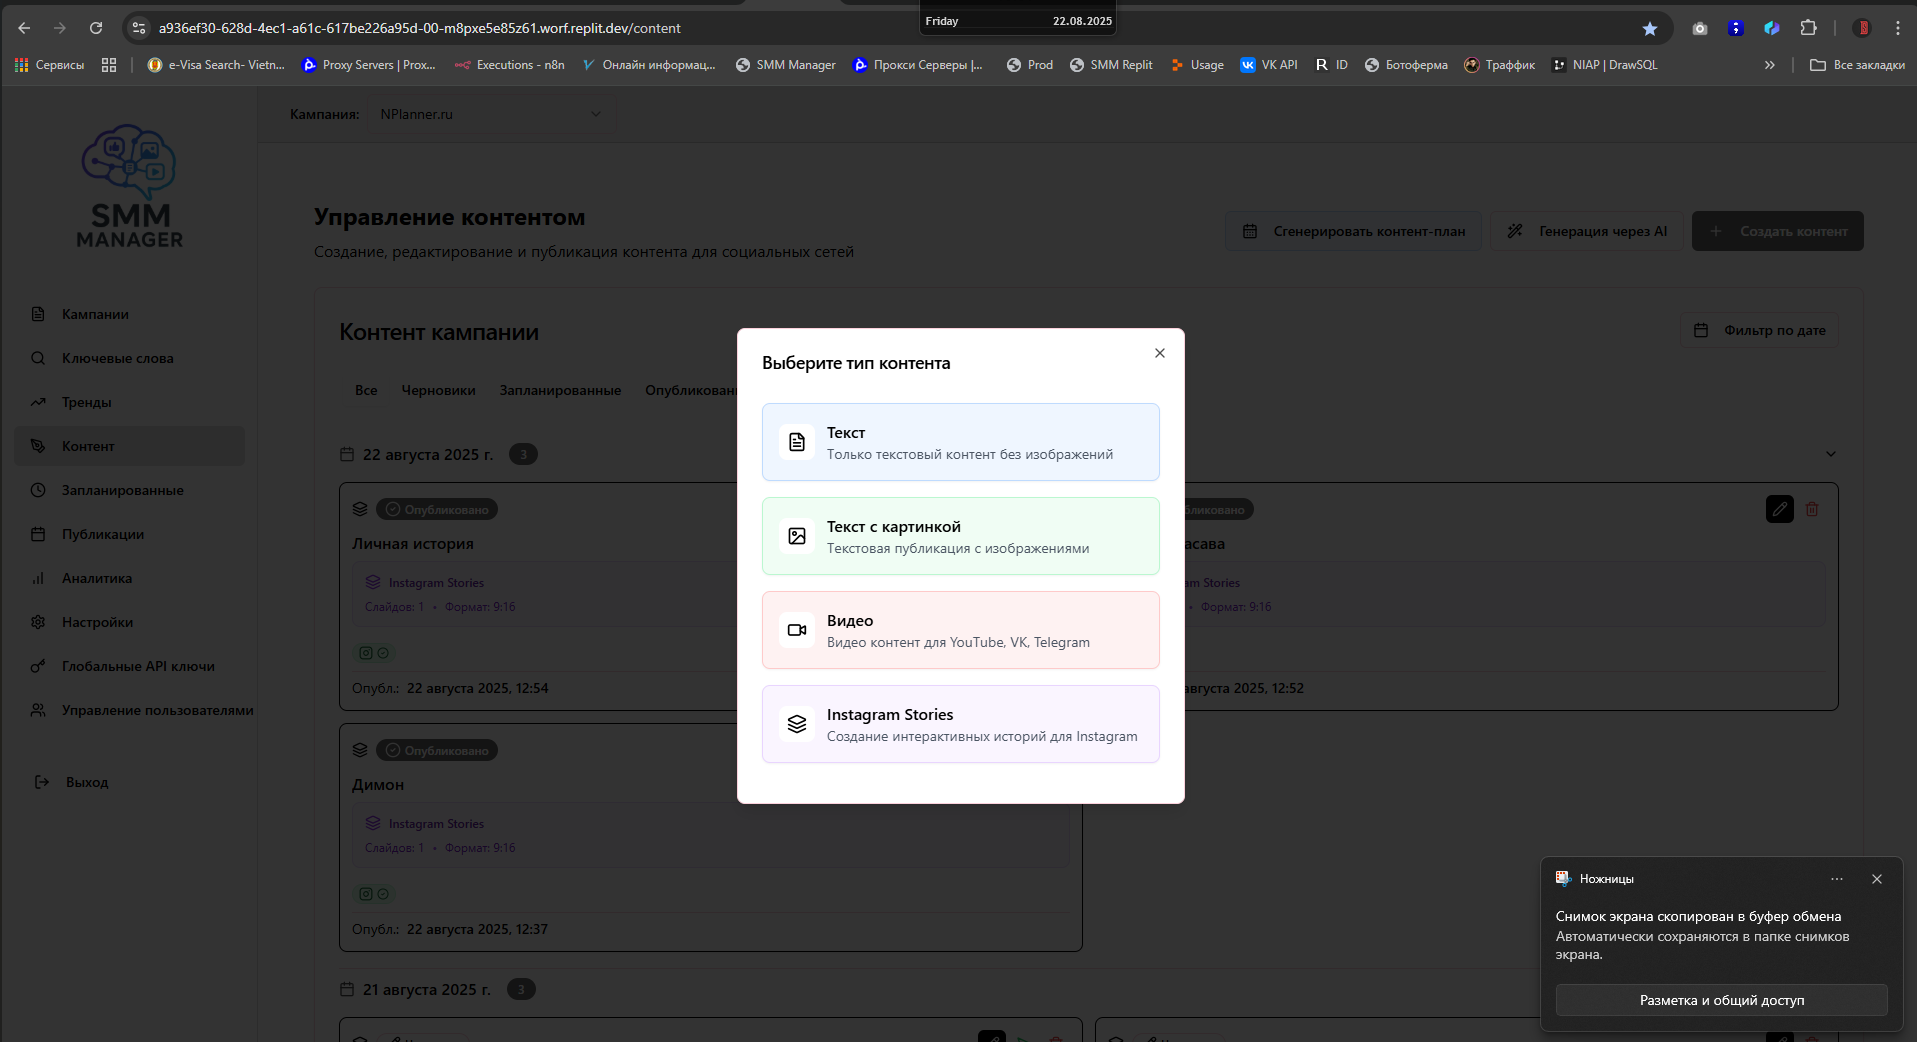 Friday 22.08.2025
a936ef30-628d-4ec1-a61c-617be226a95d-00-m8pxe5e85z61.worf.replit.dev/content
Сервисы
e-Visa Search- Vietn...
Proxy Servers | Prox...
Executions - n8n
Онлайн информац...
SMM Manager
Прокси Серверы |...
Prod
SMM Replit
Usage
VK API
R ID
Ботоферма
Траффик
NIAP | DrawSQL
Все закладки
Кампания: NPlanner.ru
SMM
MANAGER
Кампании
Ключевые слова
Тренды
Контент
Запланированные
Публикации
Аналитика
Настройки
Глобальные API ключи
Управление пользователями
Выход
Управление контентом
Создание, редактирование и публикация контента для социальных сетей
Сгенерировать контент-план
Генерация через AI
Создать контент
Контент кампании
Фильтр по дате
Все
Черновики
Запланированные
Опубликован
22 августа 2025 г. 3
Опубликовано
Личная история
Instagram Stories
Слайдов: 1 • Формат: 9:16
Опубл.: 22 августа 2025, 12:54
бликовано
асава
am Stories
• Формат: 9:16
августа 2025, 12:52
Опубликовано
Димон
Instagram Stories
Слайдов: 1 • Формат: 9:16
Опубл.: 22 августа 2025, 12:37
21 августа 2025 г. 3
Выберите тип контента
Текст
Только текстовый контент без изображений
Текст с картинкой
Текстовая публикация с изображениями
Видео
Видео контент для YouTube, VK, Telegram
Instagram Stories
Создание интерактивных историй для Instagram
Ножницы
Снимок экрана скопирован в буфер обмена
Автоматически сохраняются в папке снимков
экрана.
Разметка и общий доступ